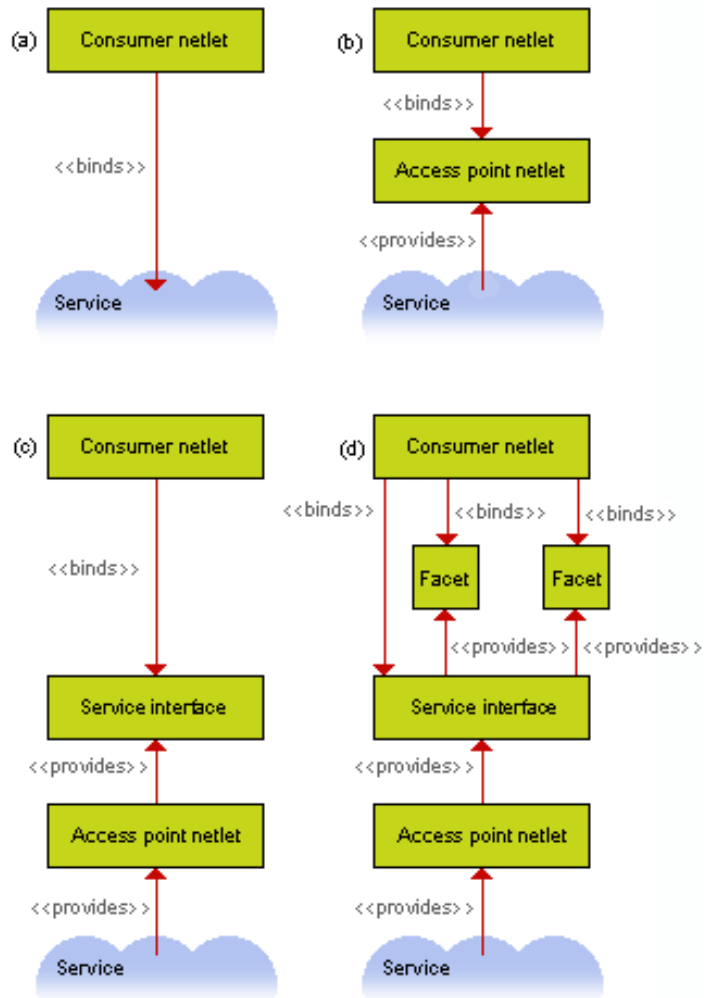 (a)
Consumer netlet
<<binds>>
Service
(b)
Consumer netlet
<<binds>>
Access point netlet
<<provides>>
Service
(c)
Consumer netlet
<<binds>>
Service interface
<<provides>>
Access point netlet
<<provides>>
Service
(d)
Consumer netlet
<<binds>>
<<binds>>
<<binds>>
Facet
Facet
<<provides>>
<<provides>>
Service interface
<<provides>>
Access point netlet
<<provides>>
Service